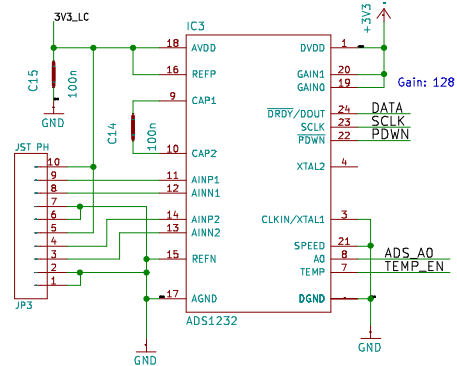 3V3_LC
+3V3
IC3
18 AVDD DVDD 1
16 REFP GAIN1 20
GAIN0 19
Gain: 128
C15
100n
9 CAP1
24 DRDY/DOUT DATA
23 SCLK SCLK
22 PDWN PDWN
GND
C14
100n
10 CAP2
XTAL2 4
JST PH
10
9
8
7
6
5
4
3
2
1
JP3
11 AINP1
12 AINN1
14 AINP2
13 AINN2
CLKIN/XTAL1 3
SPEED 21
15 REFN
A0 8 ADS_A0
TEMP 7 TEMP_EN
17 AGND
DGND
ADS1232
GND
GND